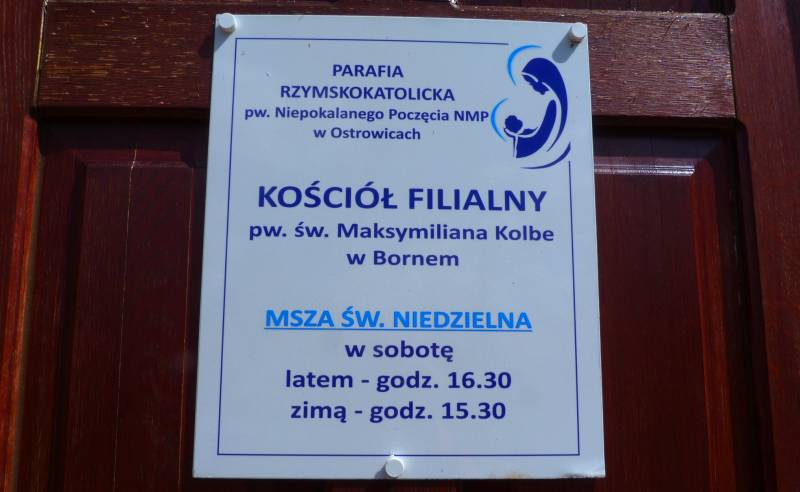 PARAFIA
RZYMSKOKATOLICKA
pw. Niepokalanego Poczęcia NMP
w Ostrowicach
KOŚCIÓŁ FILIALNY
pw. św. Maksymiliana Kolbe
w Bornem
MSZA ŚW. NIEDZIELNA
w sobotę
latem - godz. 16.30
zimą - godz. 15.30